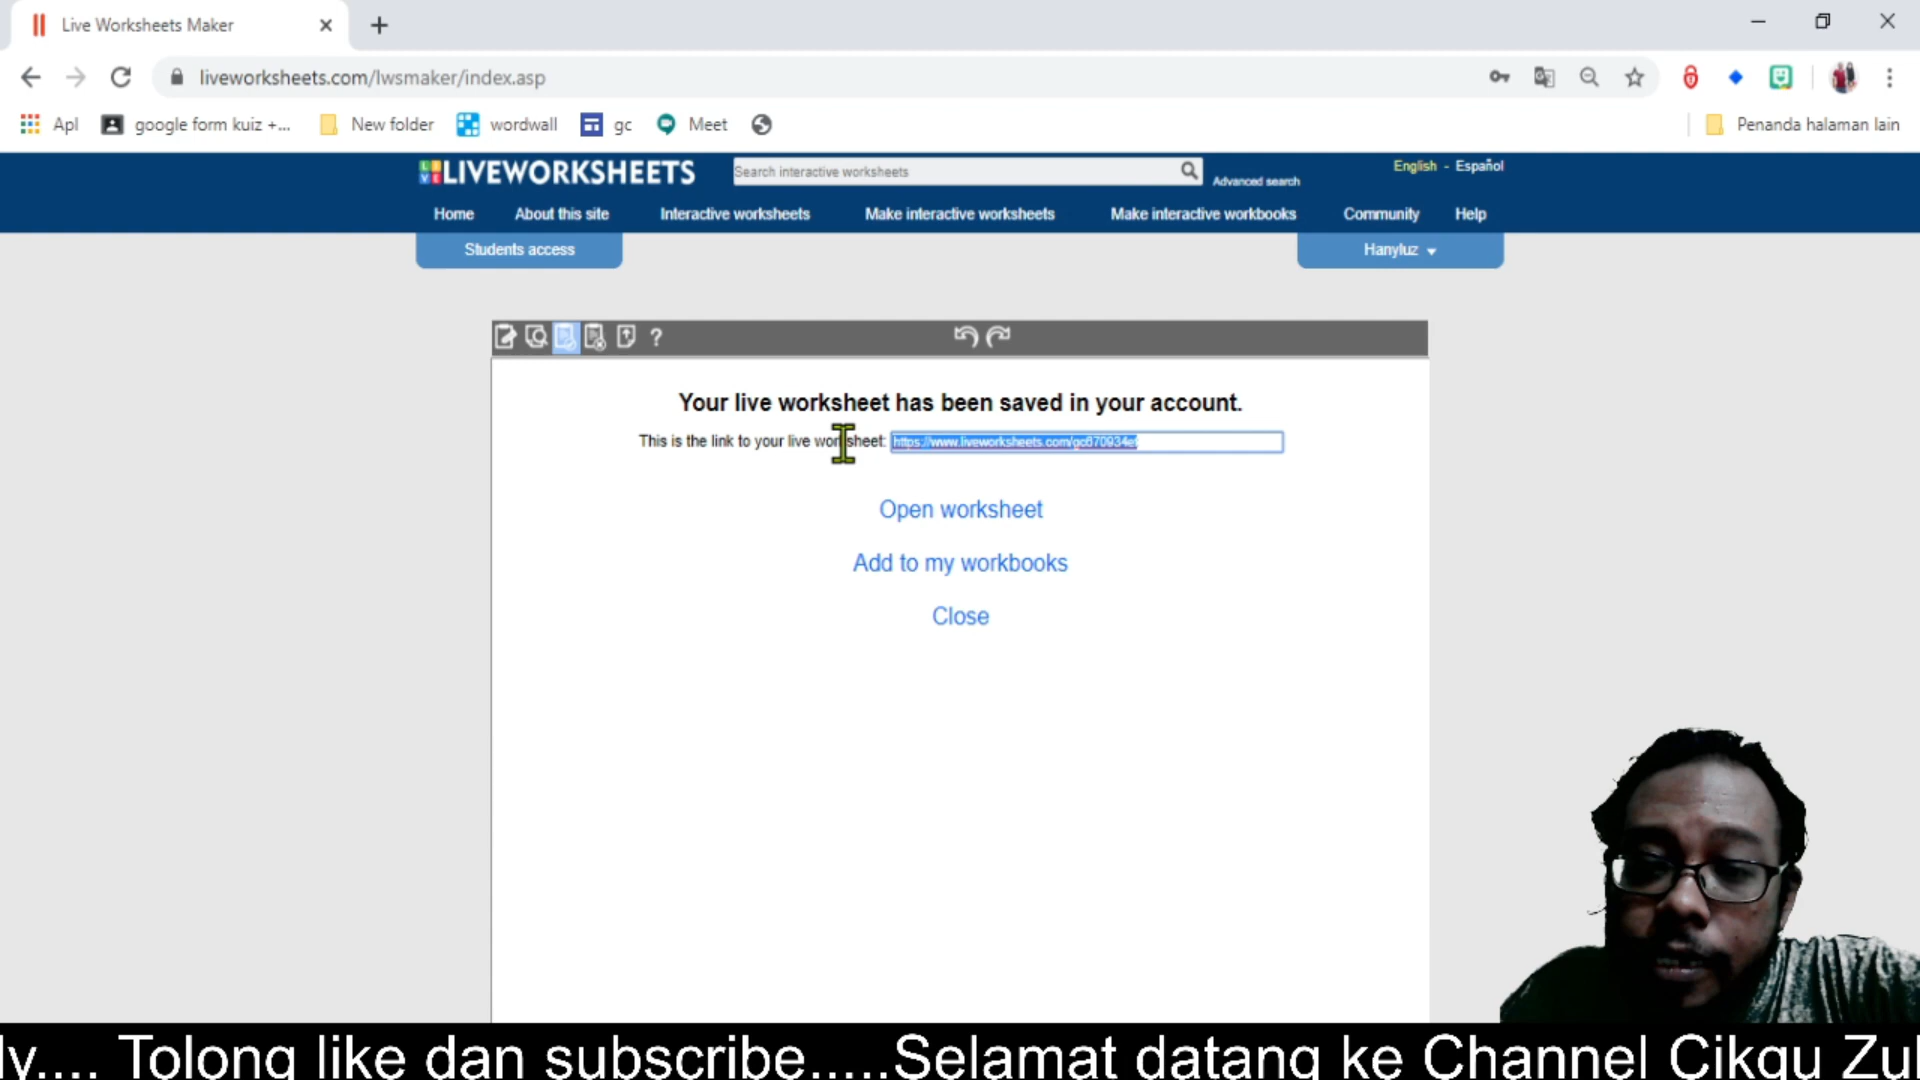 Live Worksheets Maker
liveworksheets.com/lwsmaker/index.asp
Apl google form kuiz +... New folder wordwall gc Meet Penanda halaman lain
LIVEWORKSHEETS Search interactive worksheets Advanced search English - Español
Home About this site Interactive worksheets Make interactive worksheets Make interactive workbooks Community Help
Students access Hanyluz
?
Your live worksheet has been saved in your account.
This is the link to your live worksheet:
Open worksheet
Add to my workbooks
Close
ly.... Tolong like dan subscribe.....Selamat datang ke Channel Cikgu Zul